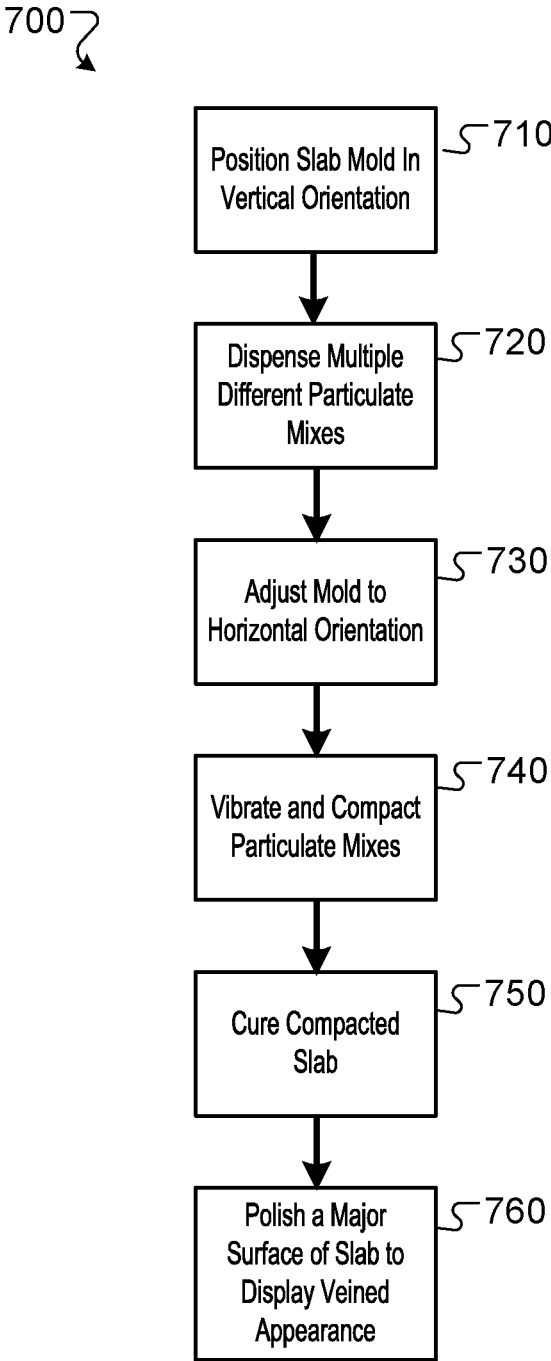 700
710
Position Slab Mold In
Vertical Orientation
720
Dispense Multiple
Different Particulate
Mixes
730
Adjust Mold to
Horizontal Orientation
740
Vibrate and Compact
Particulate Mixes
750
Cure Compacted
Slab
760
Polish a Major
Surface of Slab to
Display Veined
Appearance